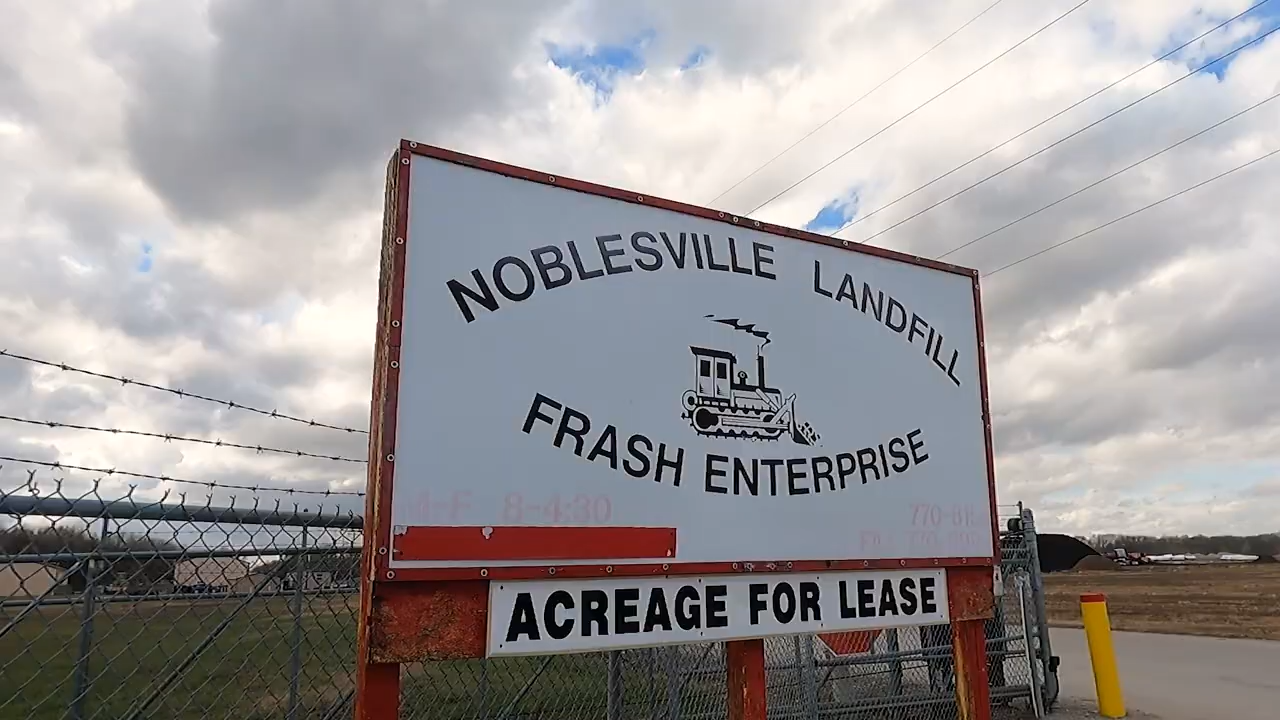 NOBLESVILLE LANDFILL
FRASH ENTERPRISE
M-F 8-4:30
ACREAGE FOR LEASE